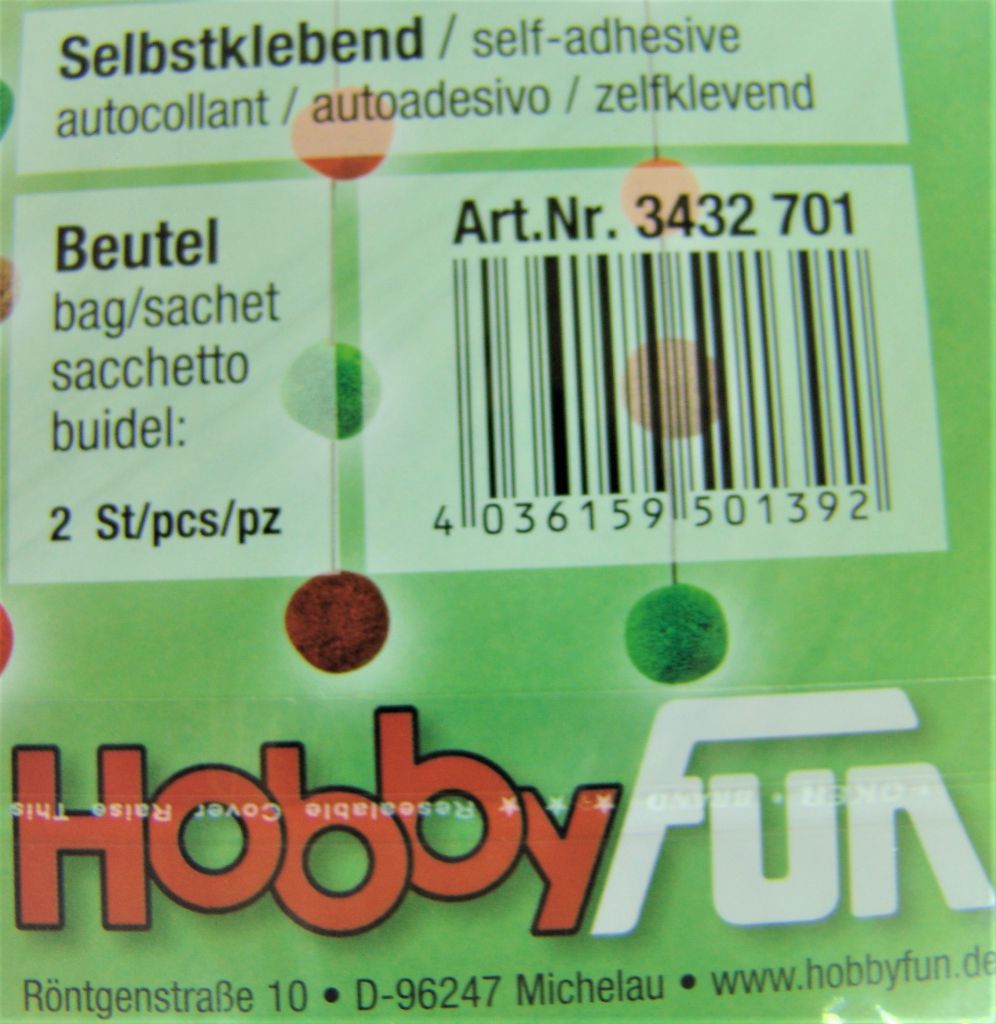 Selbstklebend / self-adhesive
autocollant / autoadesivo / zelfklevend
Beutel
bag/sachet
sacchetto
buidel:
2 St/pcs/pz
Art.Nr. 3432 701
4 036159 501392
HobbyFun
This Raise Cover Resealable
BRAND
Röntgenstraße 10 • D-96247 Michelau • www.hobbyfun.de